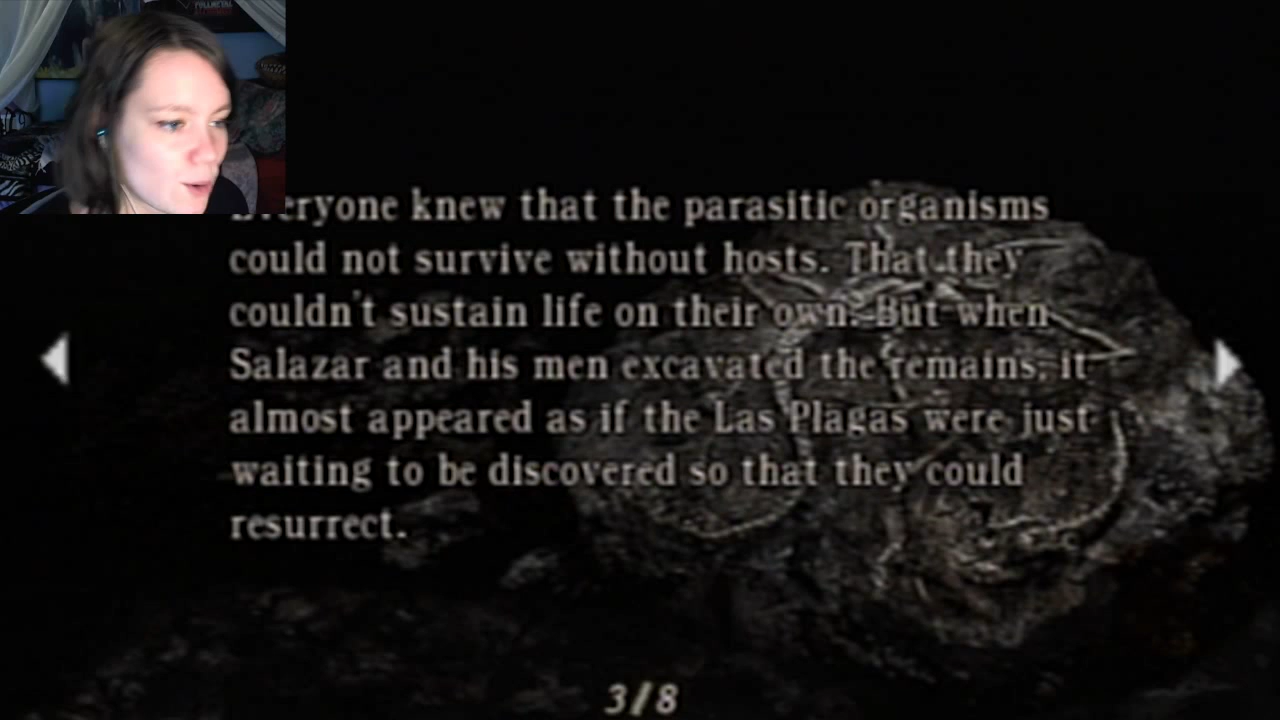 FULLMETAL
Everyone knew that the parasitic organisms
could not survive without hosts. That they
couldn't sustain life on their own. But when
Salazar and his men excavated the remains, it
almost appeared as if the Las Plagas were just
waiting to be discovered so that they could
resurrect.
3/8